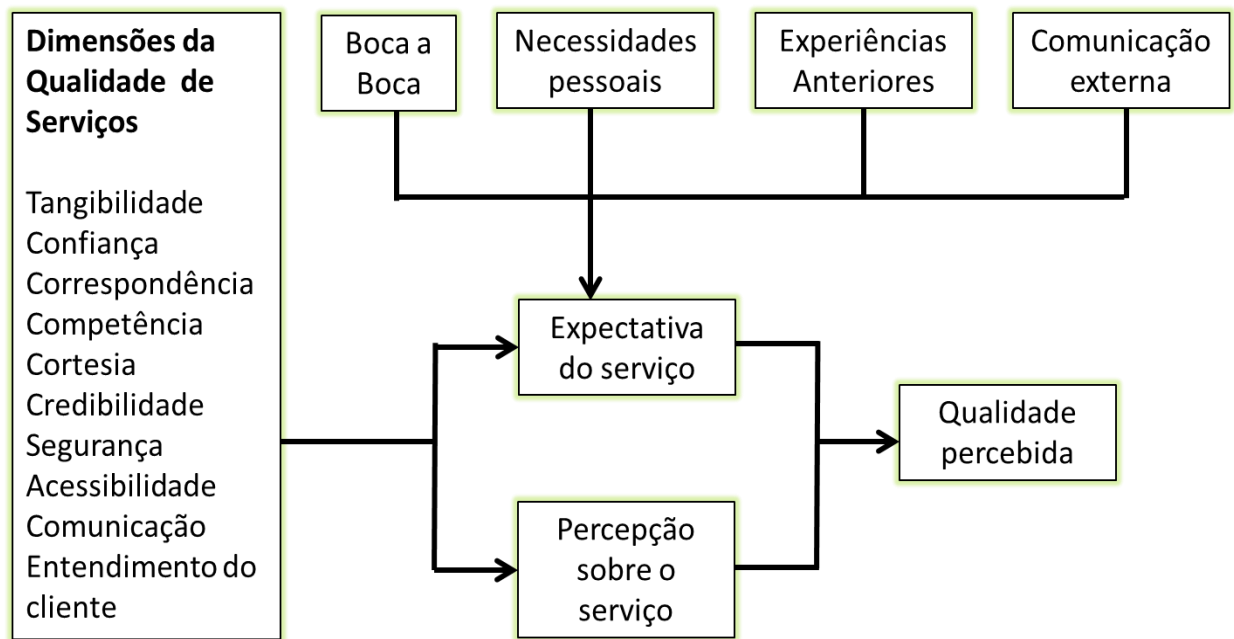 Dimensões da
Qualidade de
Serviços
Tangibilidade
Confiança
Correspondência
Competência
Cortesia
Credibilidade
Segurança
Acessibilidade
Comunicação
Entendimento do
cliente
Boca a
Boca
Necessidades
pessoais
Experiências
Anteriores
Comunicação
externa
Expectativa
do serviço
Percepção
sobre o
serviço
Qualidade
percebida